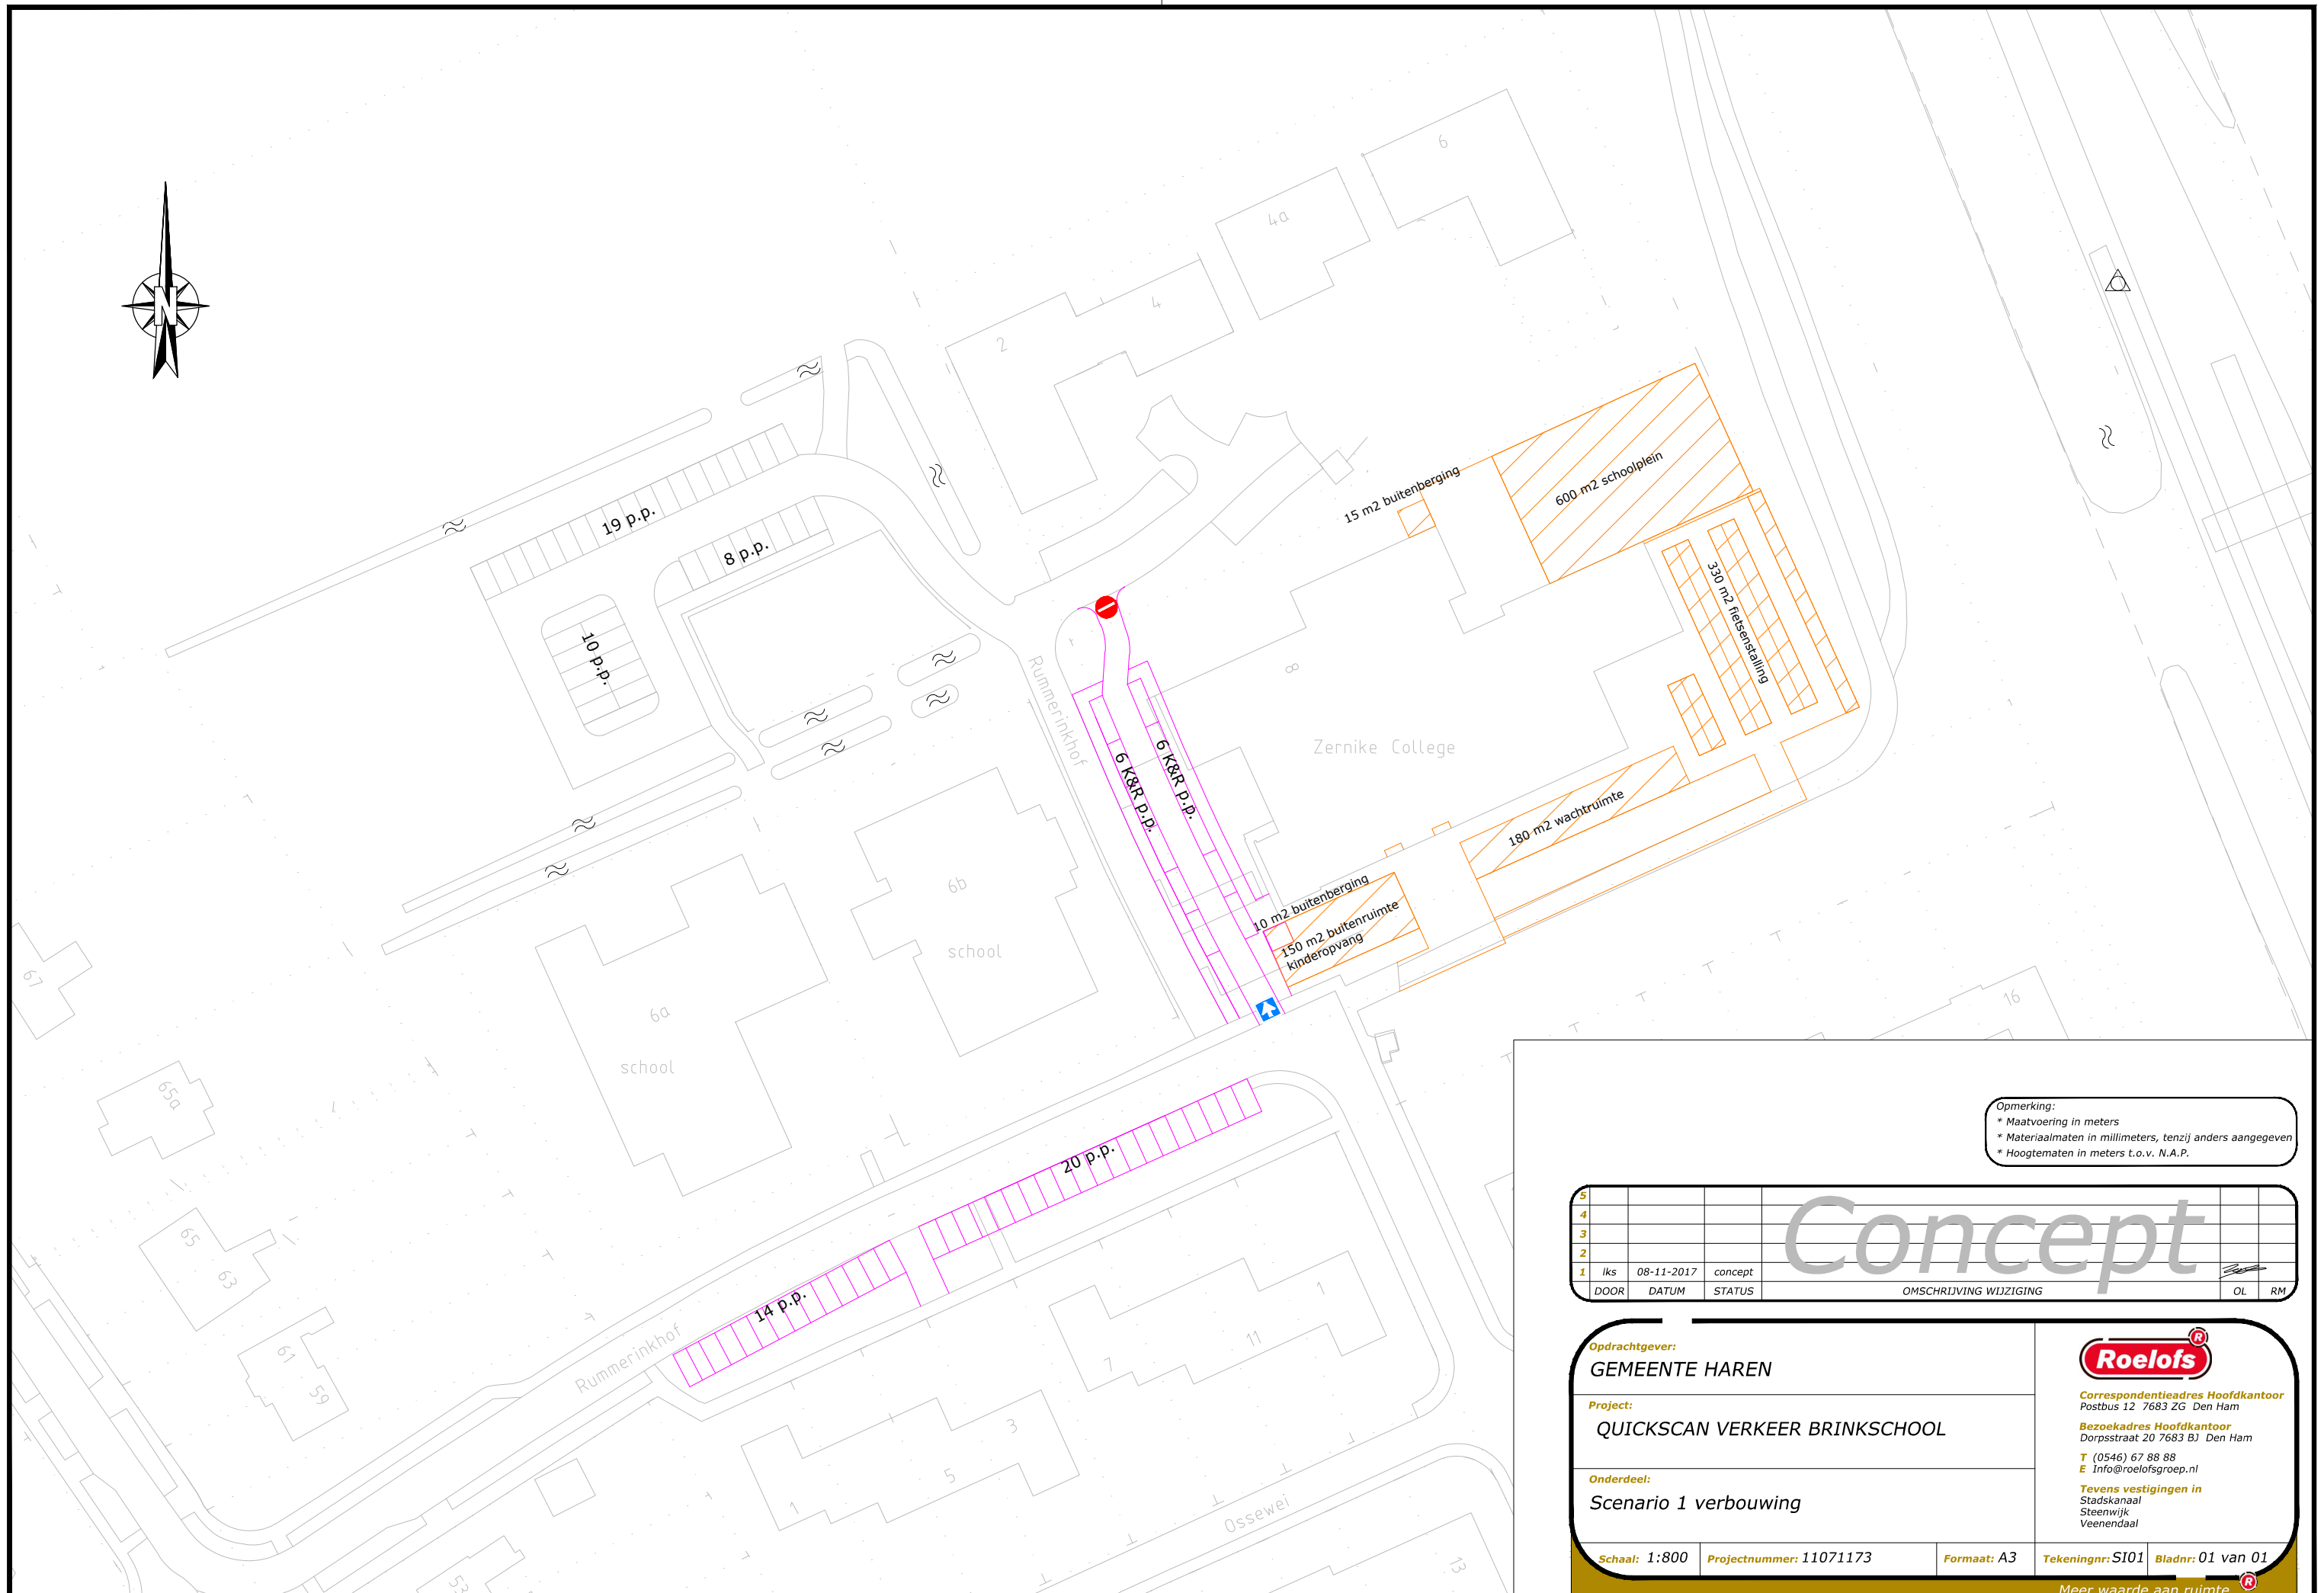 N
6
4a
4
2
15 m2 buitenberging
600 m2 schoolplein
19 p.p.
8 p.p.
10 p.p.
330 m2 fietsenstalling
Rummerinkhof
8
Zernike College
6 K&R p.p.
6 K&R p.p.
180 m2 wachtruimte
10 m2 buitenberging
150 m2 buitenruimte
kinderopvang
6b
school
6a
school
67
65a
65
63
61
59
53
16
20 p.p.
14 p.p.
Rummerinkhof
1
11
7
3
5
1
Ossewei
13
Opmerking:
* Maatvoering in meters
* Materiaalmaten in millimeters, tenzij anders aangegeven
* Hoogtematen in meters t.o.v. N.A.P.
Concept
5
4
3
2
1 lks 08-11-2017 concept
DOOR DATUM STATUS OMSCHRIJVING WIJZIGING OL RM
Opdrachtgever:
GEMEENTE HAREN
Project:
QUICKSCAN VERKEER BRINKSCHOOL
Onderdeel:
Scenario 1 verbouwing
Roelofs
R
Correspondentieadres Hoofdkantoor
Postbus 12 7683 ZG Den Ham
Bezoekadres Hoofdkantoor
Dorpsstraat 20 7683 BJ Den Ham
T (0546) 67 88 88
E Info@roelofsgroep.nl
Tevens vestigingen in
Stadskanaal
Steenwijk
Veenendaal
Schaal: 1:800 Projectnummer: 11071173 Formaat: A3 Tekeningnr: SI01 Bladnr: 01 van 01
Meer waarde aan ruimte
R